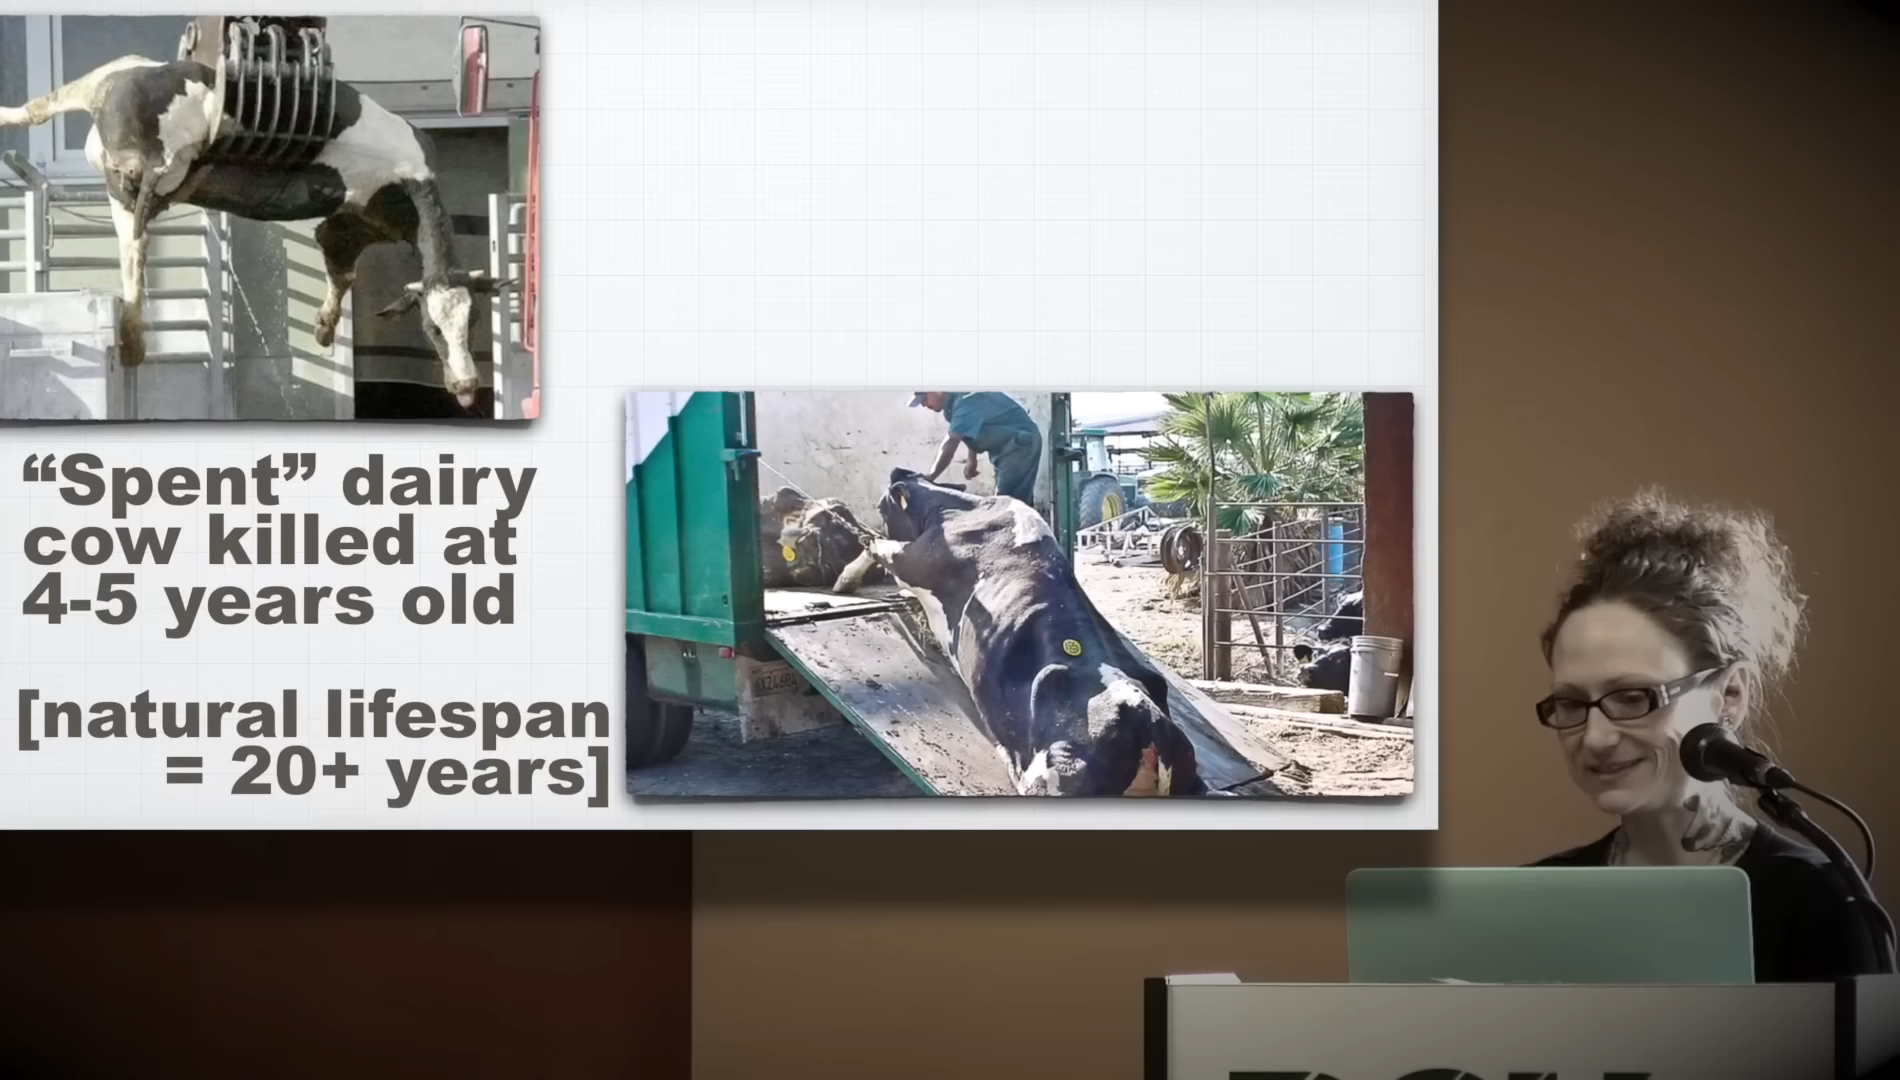 “Spent” dairy
cow killed at
4-5 years old
[natural lifespan
= 20+ years]